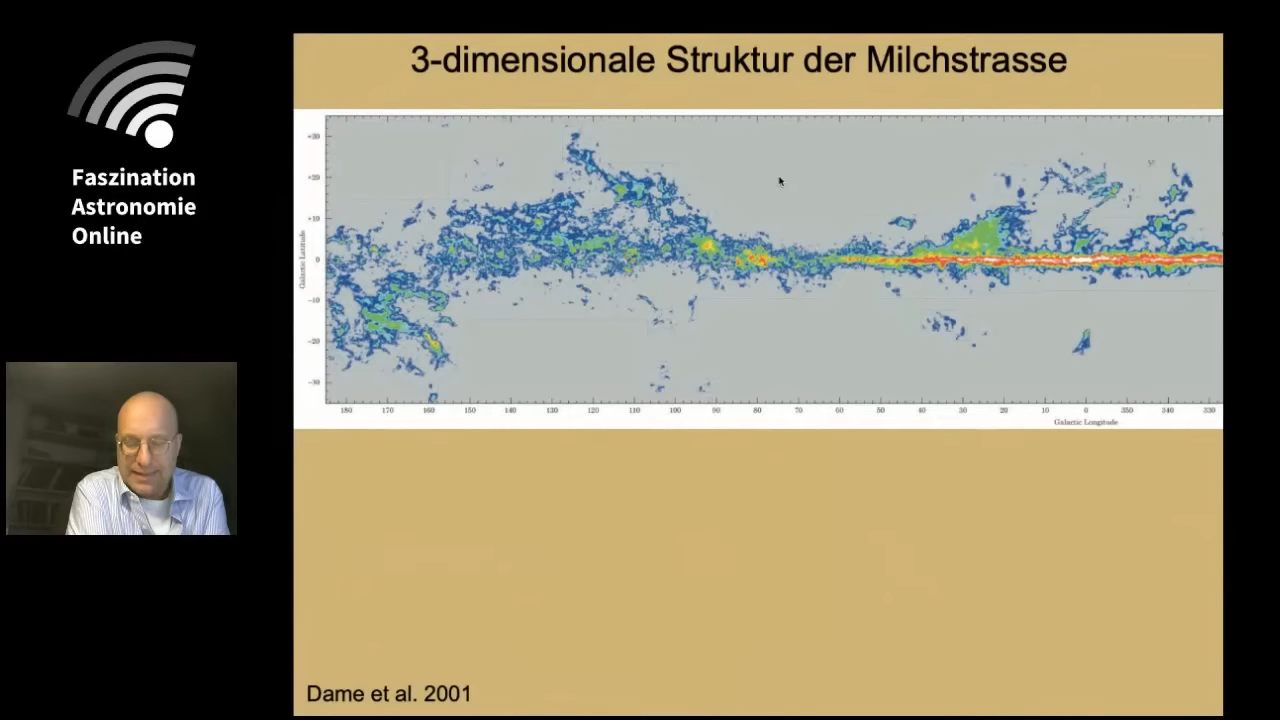 Faszination
Astronomie
Online
3-dimensionale Struktur der Milchstrasse
+30
+20
+10
0
-10
-20
-30
Galactic Latitude
180 170 160 150 140 130 120 110 100 90 80 70 60 50 40 30 20 10 0 350 340 330
Galactic Longitude
Dame et al. 2001